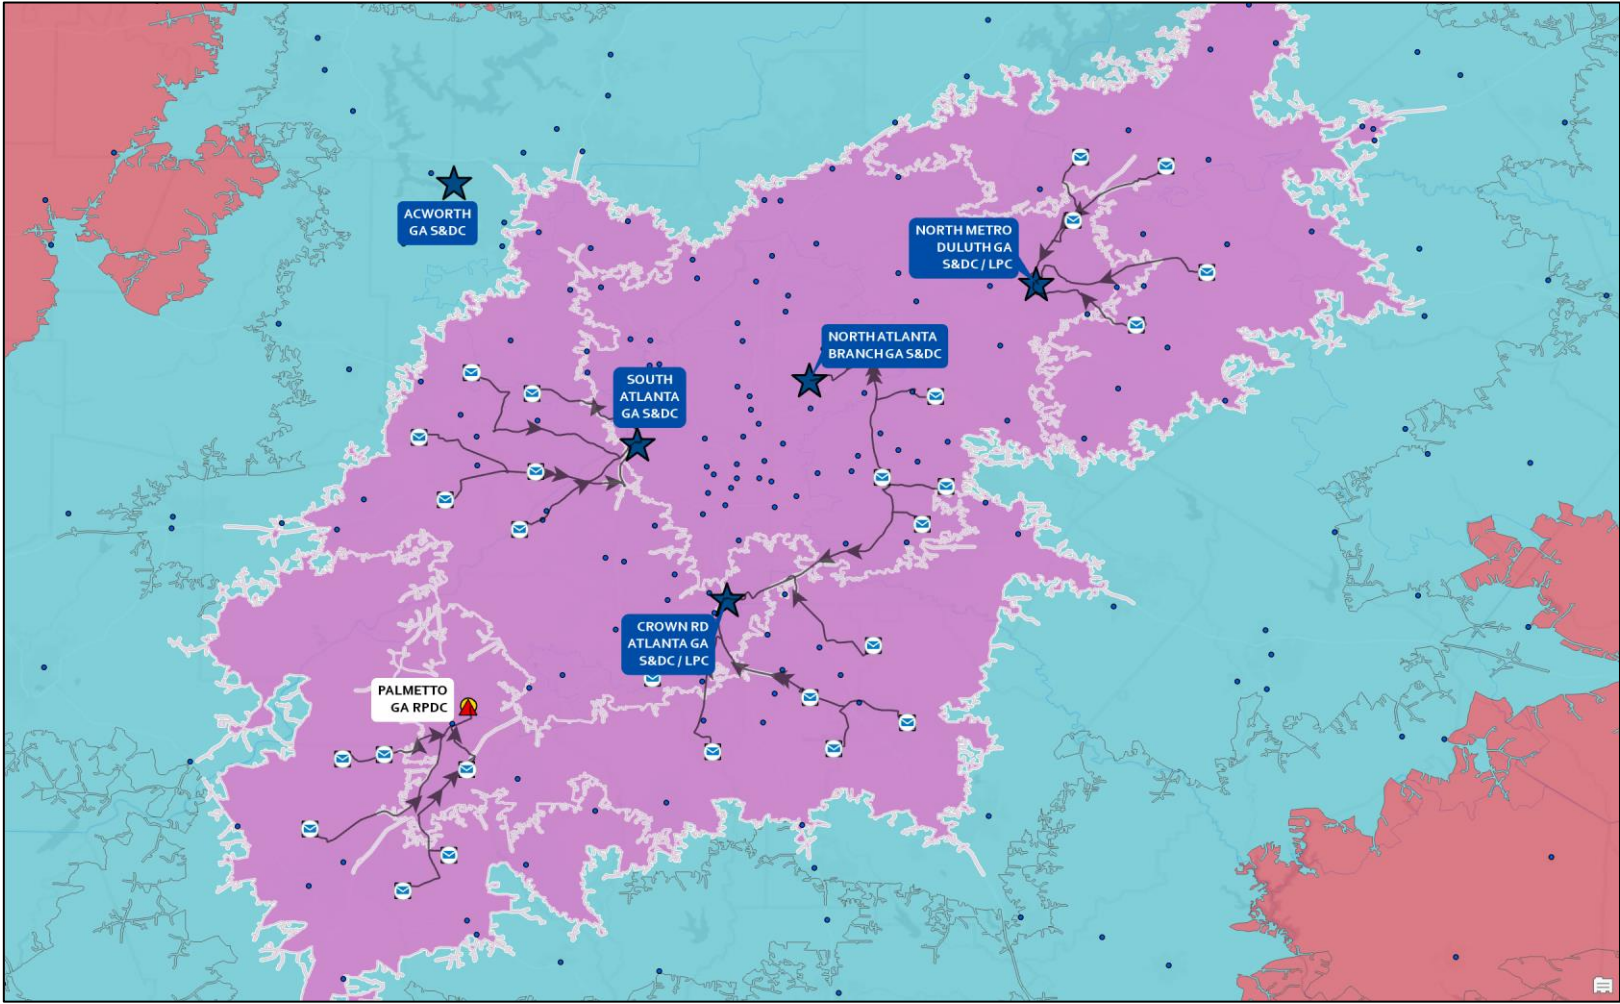 ACWORTH
GA S&DC
NORTH METRO
DULUTH GA
S&DC / LPC
NORTH ATLANTA
BRANCH GA S&DC
SOUTH
ATLANTA
GA S&DC
CROWN RD
ATLANTA GA
S&DC / LPC
PALMETTO
GA RPDC